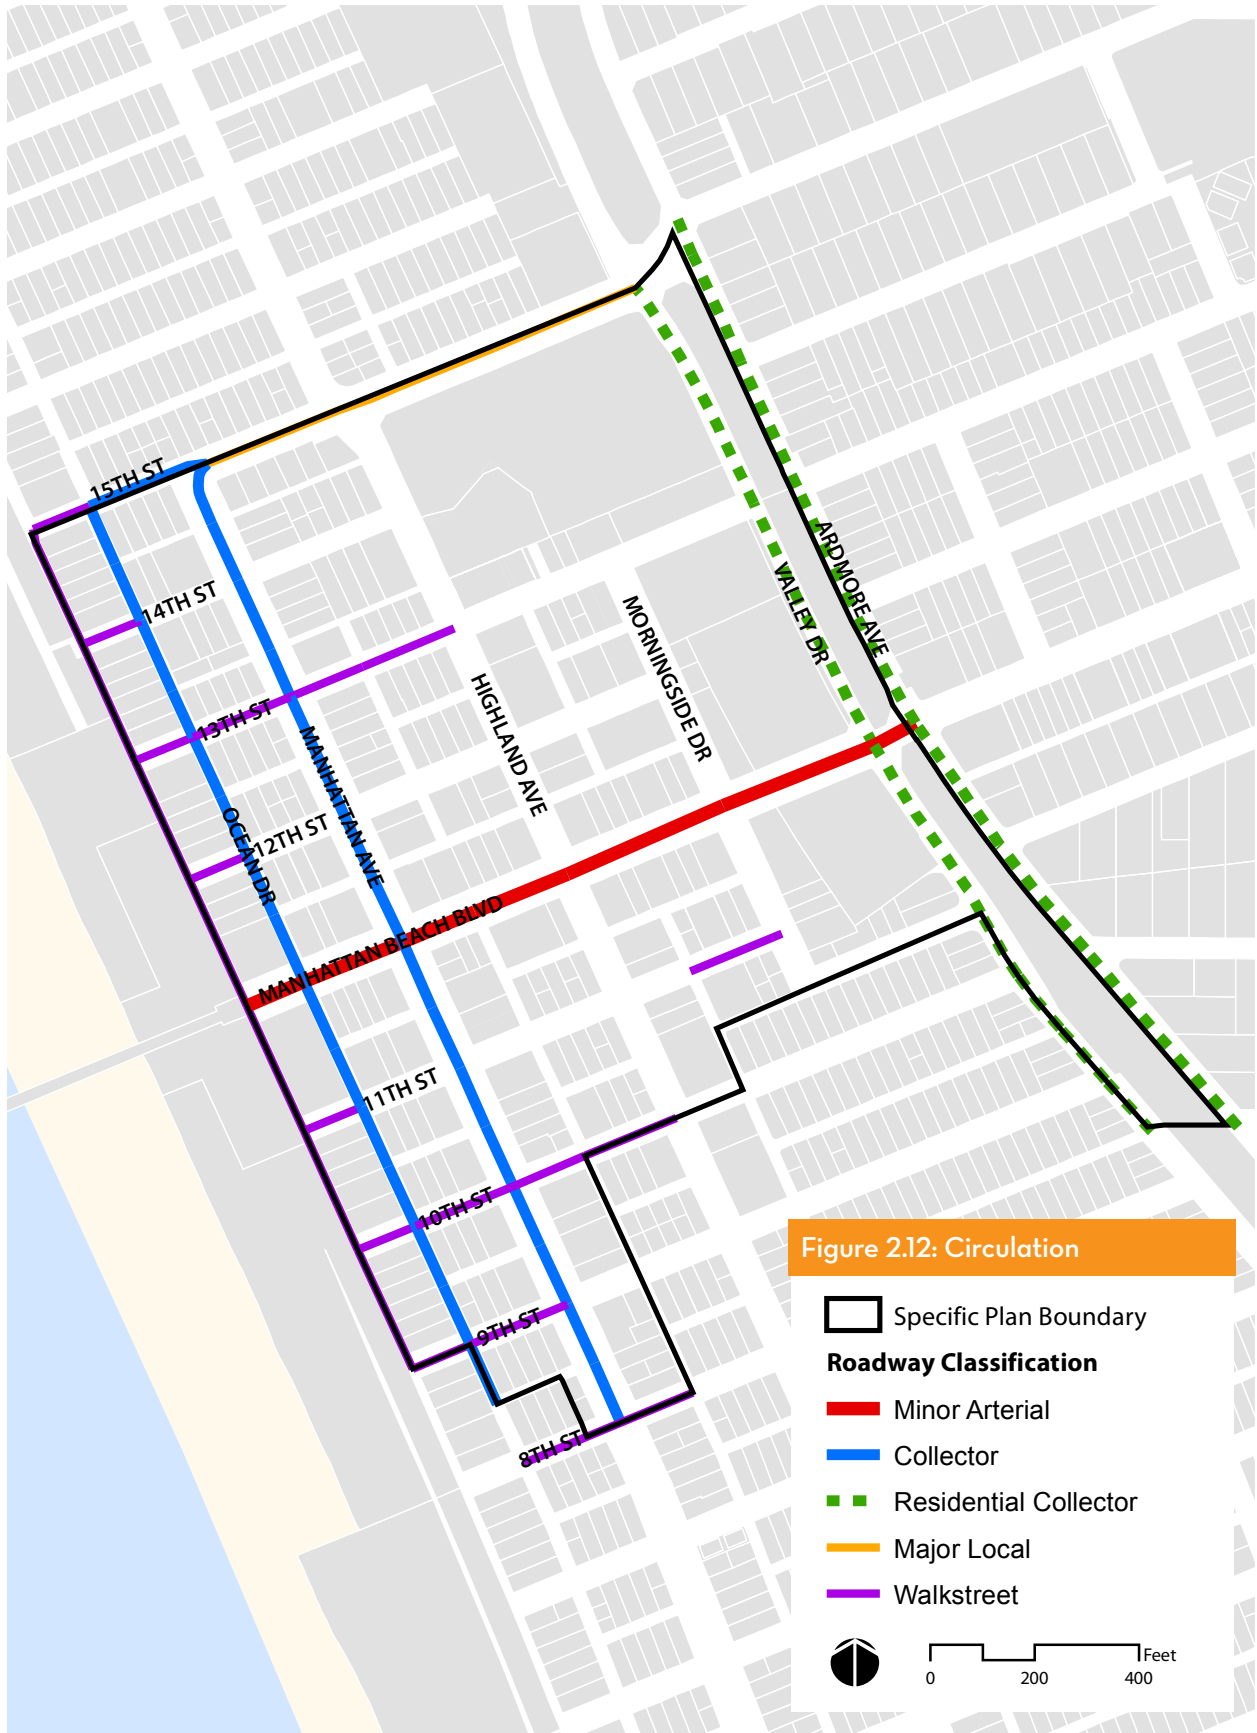 15TH ST
14TH ST
ARDMORE AVE
VALLEY DR
MORNINGSIDE DR
HIGHLAND AVE
13TH ST
MANHATTAN AVE
OCEAN DR
12TH ST
MANHATTAN BEACH BLVD
11TH ST
10TH ST
9TH ST
8TH ST
Figure 2.12: Circulation
Specific Plan Boundary
Roadway Classification
Minor Arterial
Collector
Residential Collector
Major Local
Walkstreet
Feet
0 200 400